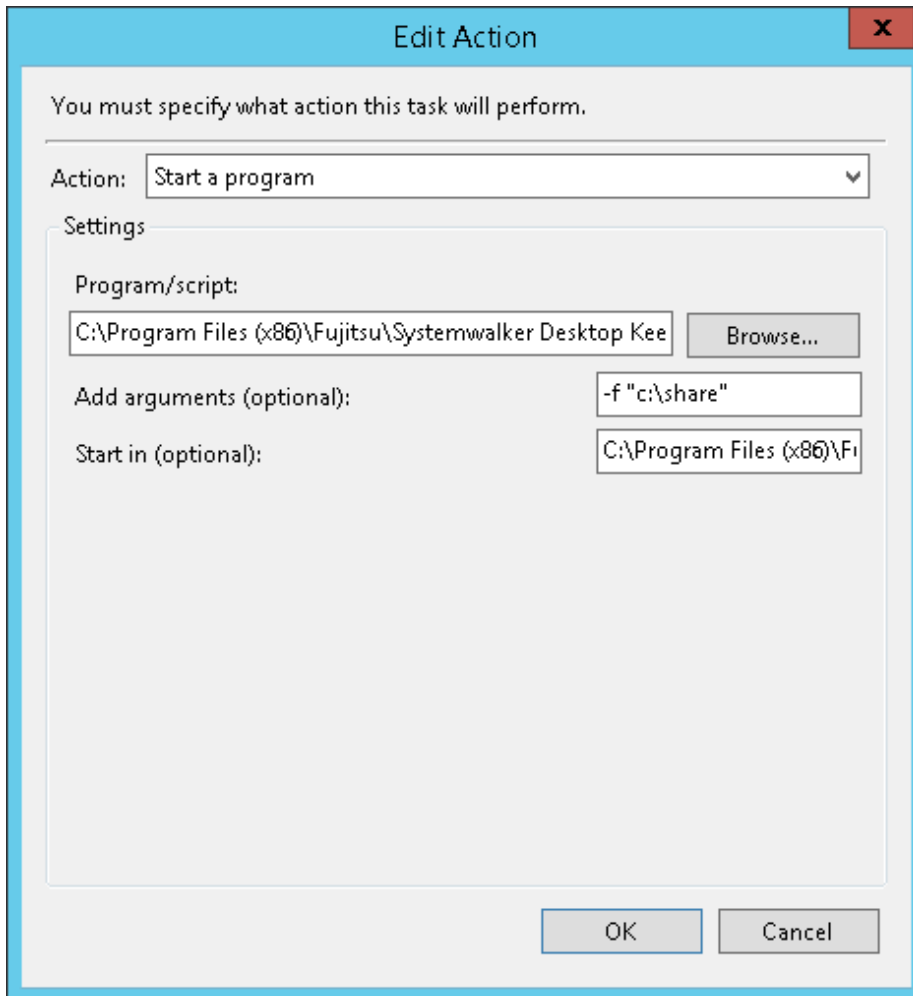 Edit Action
x
You must specify what action this task will perform.
Action: Start a program
Settings
Program/script:
C:\Program Files (x86)\Fujitsu\Systemwalker Desktop Kee Browse...
Add arguments (optional): -f "c:\share"
Start in (optional): C:\Program Files (x86)\Fu
OK Cancel